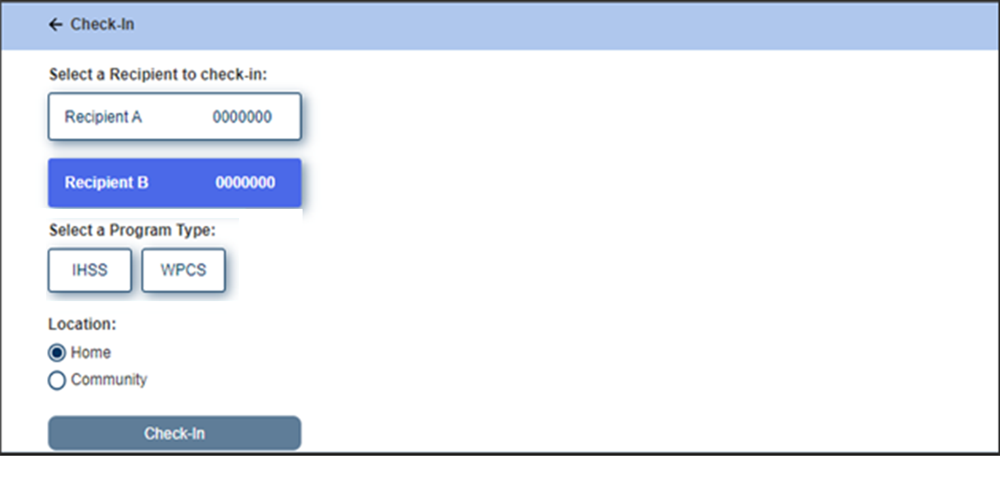 ← Check-In
Select a Recipient to check-in:
Recipient A 0000000
Recipient B 0000000
Select a Program Type:
IHSS WPCS
Location:
Home
Community
Check-In